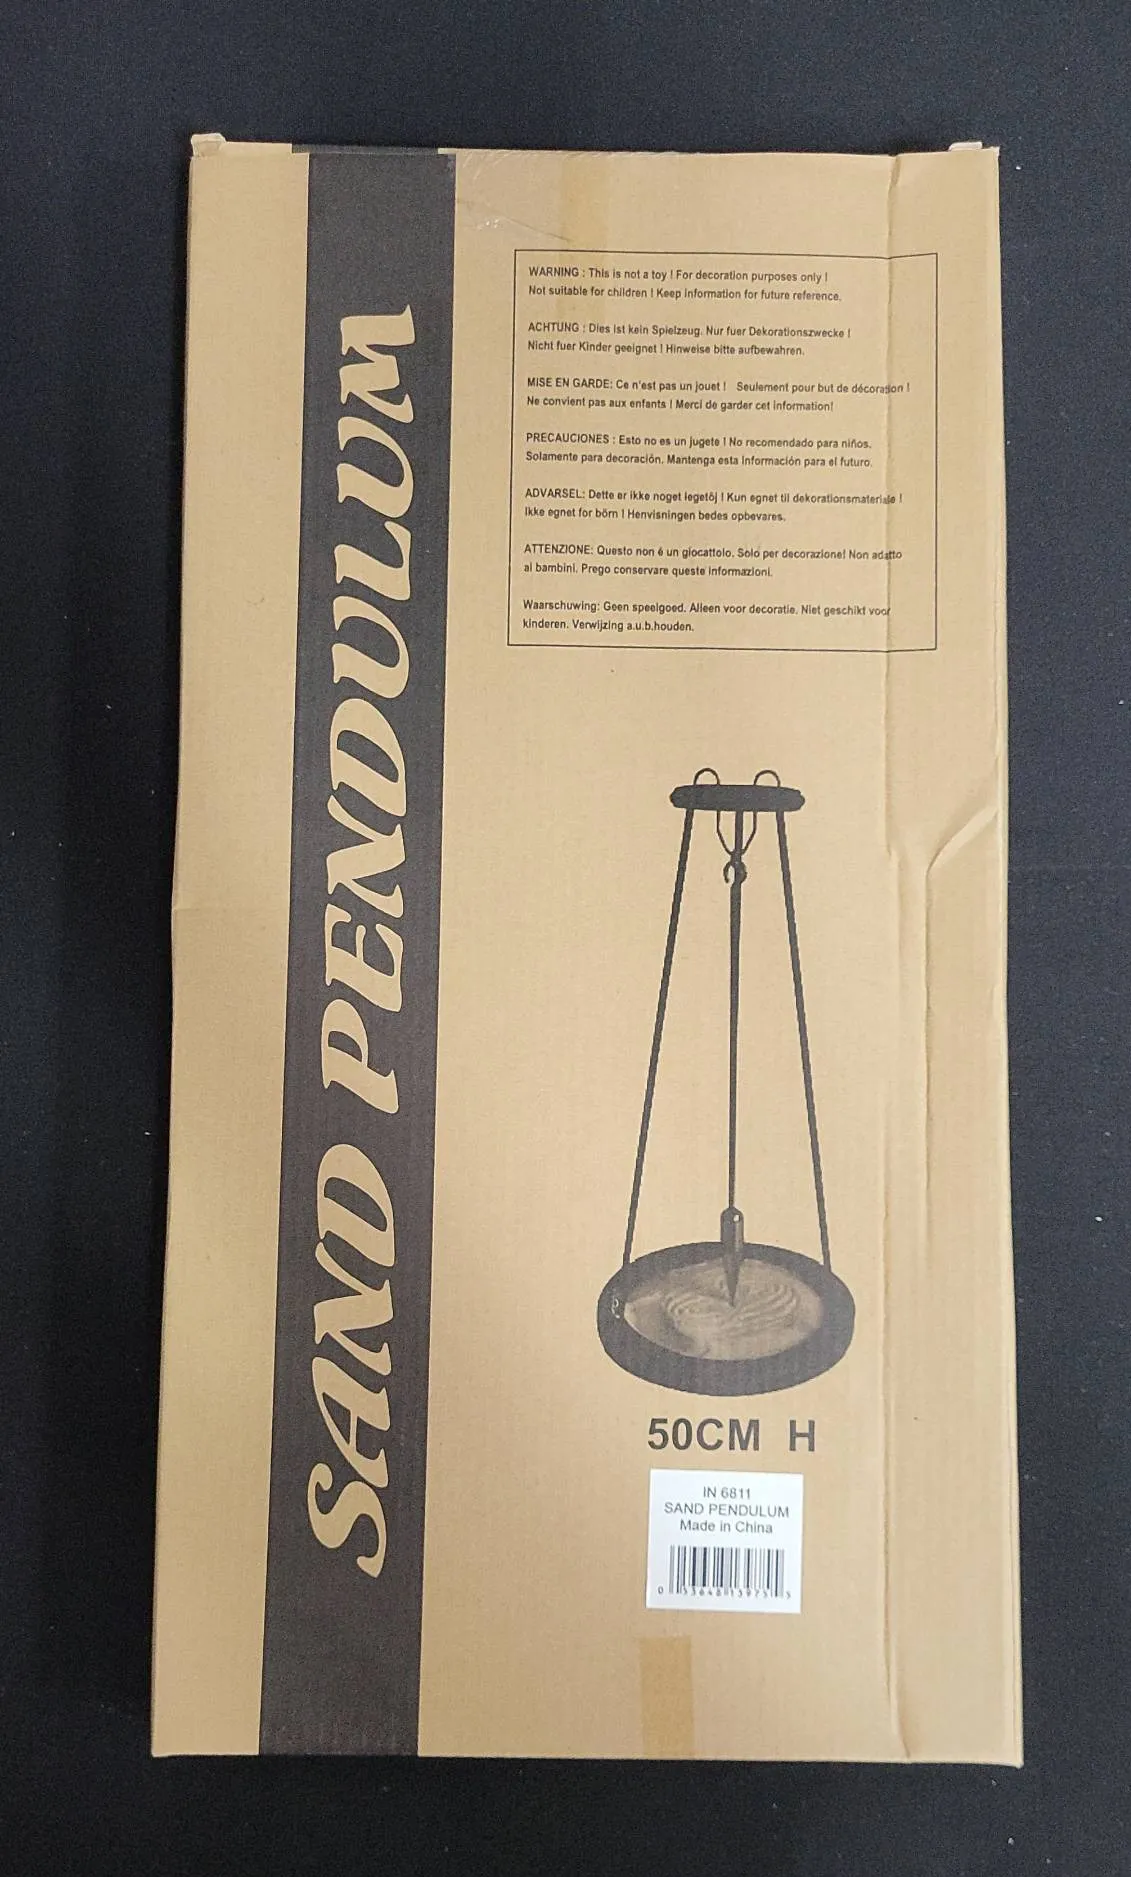 SAND PENDULUM
WARNING : This is not a toy ! For decoration purposes only !
Not suitable for children ! Keep information for future reference.
ACHTUNG : Dies ist kein Spielzeug. Nur fuer Dekorationszwecke !
Nicht fuer Kinder geeignet ! Hinweise bitte aufbewahren.
MISE EN GARDE: Ce n'est pas un jouet ! Seulement pour but de décoration !
Ne convient pas aux enfants ! Merci de garder cet information!
PRECAUCIONES : Esto no es un jugete ! No recomendado para niños.
Solamente para decoración. Mantenga esta información para el futuro.
ADVARSEL: Dette er ikke noget legetöj ! Kun egnet til dekorationsmateriale !
Ikke egnet for börn ! Henvisningen bedes opbevares.
ATTENZIONE: Questo non é un giocattolo. Solo per decorazione! Non adatto
ai bambini. Prego conservare queste informazioni.
Waarschuwing: Geen speelgoed. Alleen voor decoratie. Niet geschikt voor
kinderen. Verwijzing a.u.b.houden.
50CM H
IN 6811
SAND PENDULUM
Made in China
0 53648 13975 5